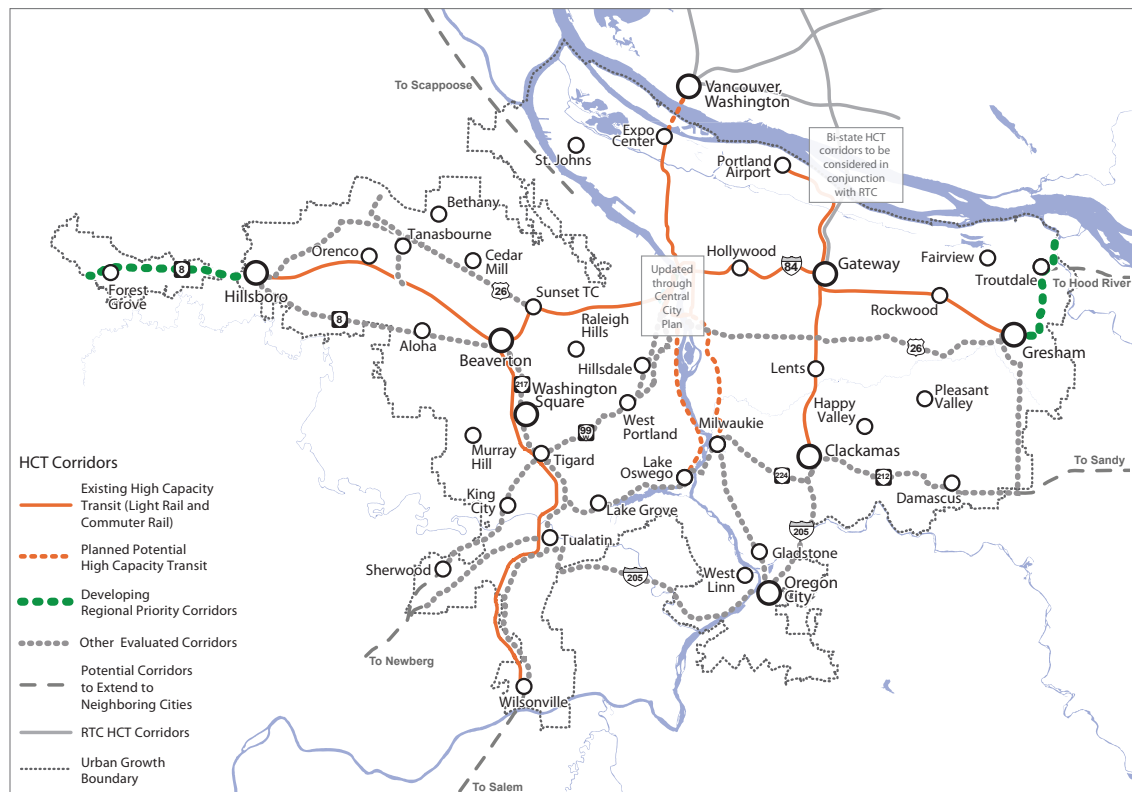 To Scappoose
Vancouver,
Washington
Expo
Center
St. Johns
Portland
Airport
Bi-state HCT
corridors to be
considered in
conjunction
with RTC
Bethany
Tanasbourne
Orenco
Cedar
Mill
26
8
Forest
Grove
Hillsboro
8
Aloha
Sunset TC
Raleigh
Hills
Beaverton
Updated
through
Central
City
Plan
Hollywood
84
Gateway
Fairview
Troutdale
To Hood River
Rockwood
26
Gresham
Hillsdale
217
Washington
Square
West
Portland
99
W
Lents
Happy
Valley
Pleasant
Valley
Murray
Hill
Tigard
Milwaukie
Lake
Oswego
Clackamas
224
212
Damascus
To Sandy
King
City
Lake Grove
205
Tualatin
Sherwood
205
Gladstone
West
Linn
Oregon
City
To Newberg
Wilsonville
To Salem
HCT Corridors
Existing High Capacity
Transit (Light Rail and
Commuter Rail)
Planned Potential
High Capacity Transit
Developing
Regional Priority Corridors
Other Evaluated Corridors
Potential Corridors
to Extend to
Neighboring Cities
RTC HCT Corridors
Urban Growth
Boundary